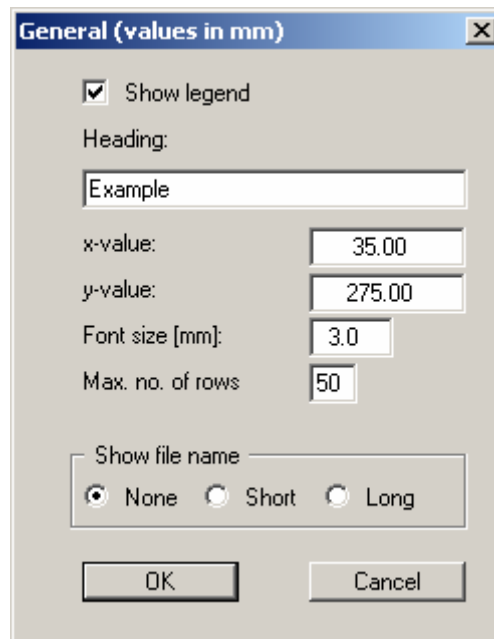 General (values in mm)
Show legend
Heading:
Example
x-value: 35.00
y-value: 275.00
Font size [mm]: 3.0
Max. no. of rows 50
Show file name
None Short Long
OK Cancel